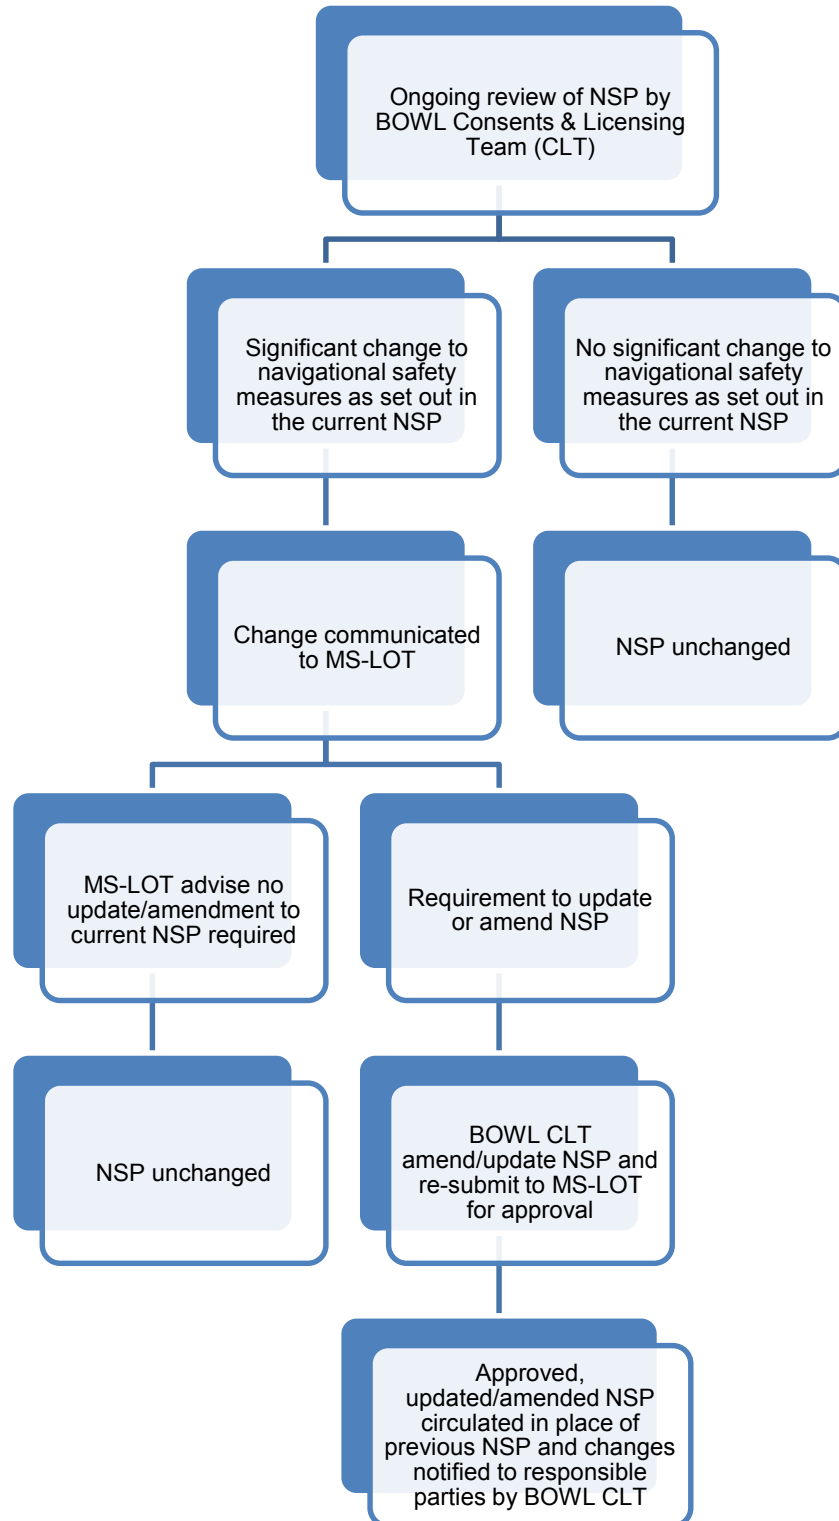 Ongoing review of NSP by
BOWL Consents & Licensing
Team (CLT)
Significant change to
navigational safety
measures as set out in
the current NSP
No significant change to
navigational safety
measures as set out in
the current NSP
Change communicated
to MS-LOT
NSP unchanged
MS-LOT advise no
update/amendment to
current NSP required
Requirement to update
or amend NSP
NSP unchanged
BOWL CLT
amend/update NSP and
re-submit to MS-LOT
for approval
Approved,
updated/amended NSP
circulated in place of
previous NSP and changes
notified to responsible
parties by BOWL CLT